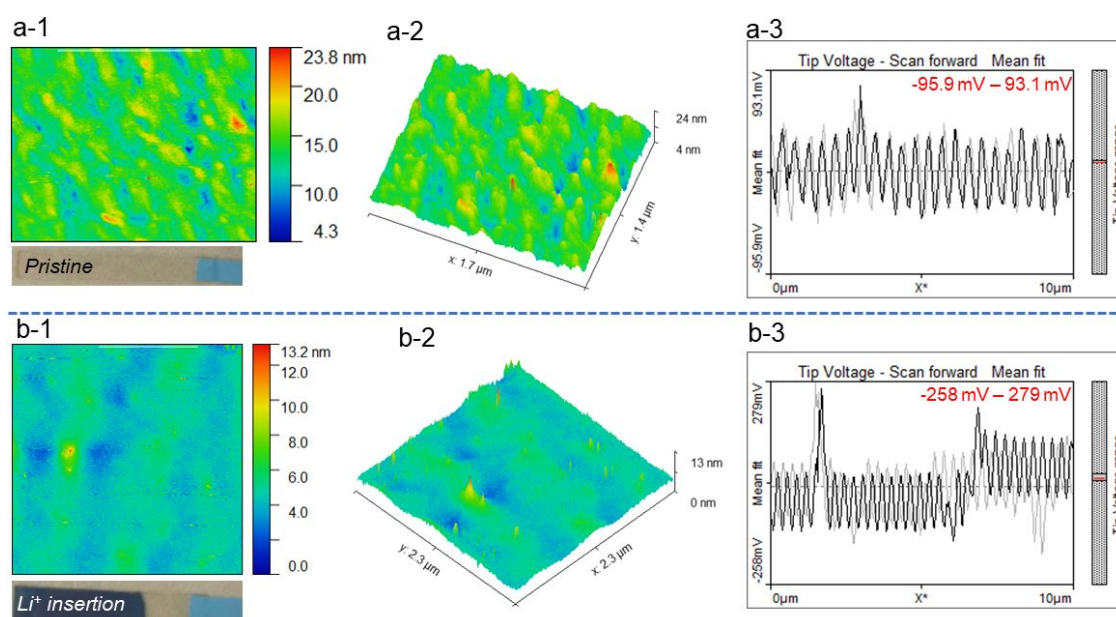 a-1
23.8 nm
20.0
15.0
10.0
4.3
Pristine
a-2
24 nm
4 nm
x: 1.7 µm
y: 1.4 µm
a-3
Tip Voltage - Scan forward Mean fit
-95.9 mV – 93.1 mV
93.1mV
Mean fit
-95.9mV
0µm
X*
10µm
b-1
13.2 nm
12.0
10.0
8.0
6.0
4.0
0.0
Li⁺ insertion
b-2
13 nm
0 nm
y: 2.3 µm
x: 2.3 µm
b-3
Tip Voltage - Scan forward Mean fit
-258 mV – 279 mV
279mV
Mean fit
-258mV
0µm
X*
10µm